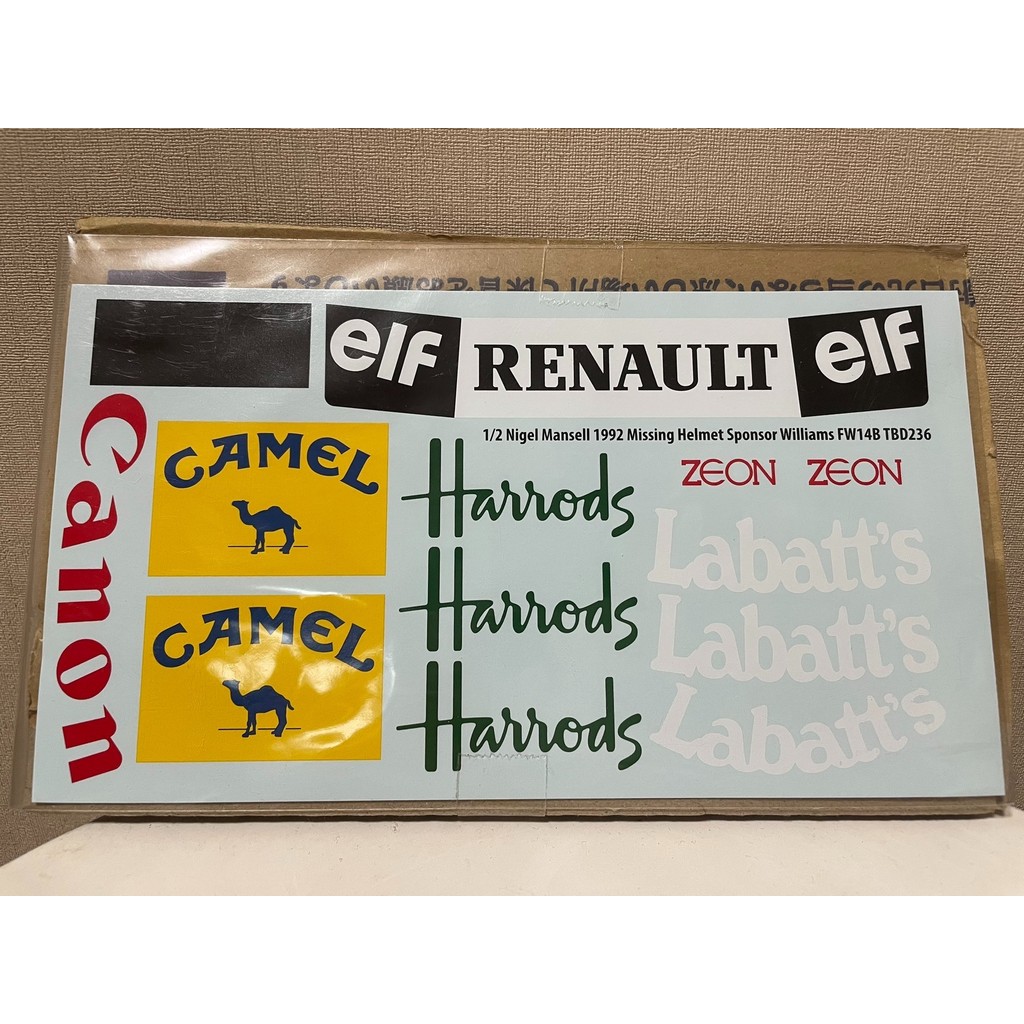 elf RENAULT elf
1/2 Nigel Mansell 1992 Missing Helmet Sponsor Williams FW14B TBD236
Canon
CAMEL
CAMEL
Harrods
Harrods
Harrods
ZEON ZEON
Labatt's
Labatt's
Labatt's